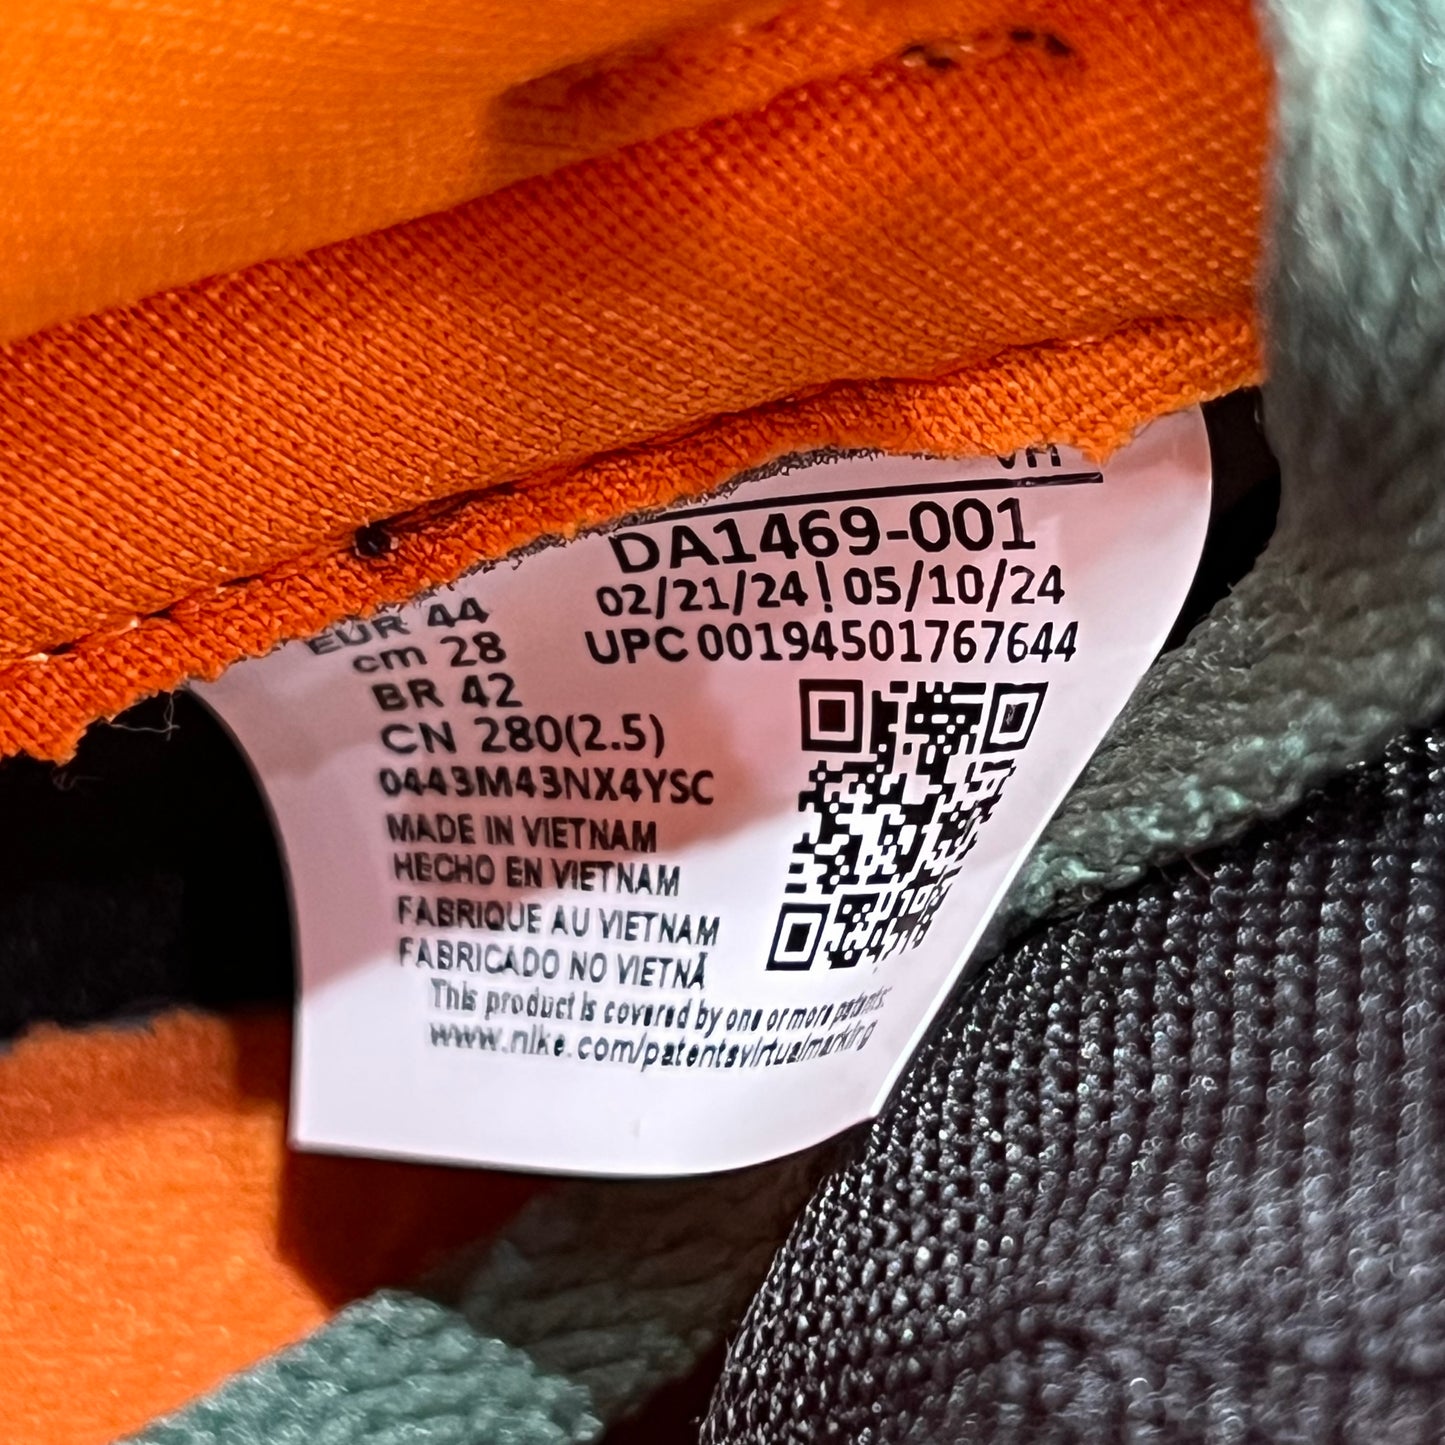 DA1469-001
02/21/24 | 05/10/24
UPC 00194501767644
EUR 44
cm 28
BR 42
CN 280(2.5)
0443M43NX4YSC
MADE IN VIETNAM
HECHO EN VIETNAM
FABRIQUE AU VIETNAM
FABRICADO NO VIETNÃ
This product is covered by one or more patents:
www.nike.com/patentsvirtualmarking